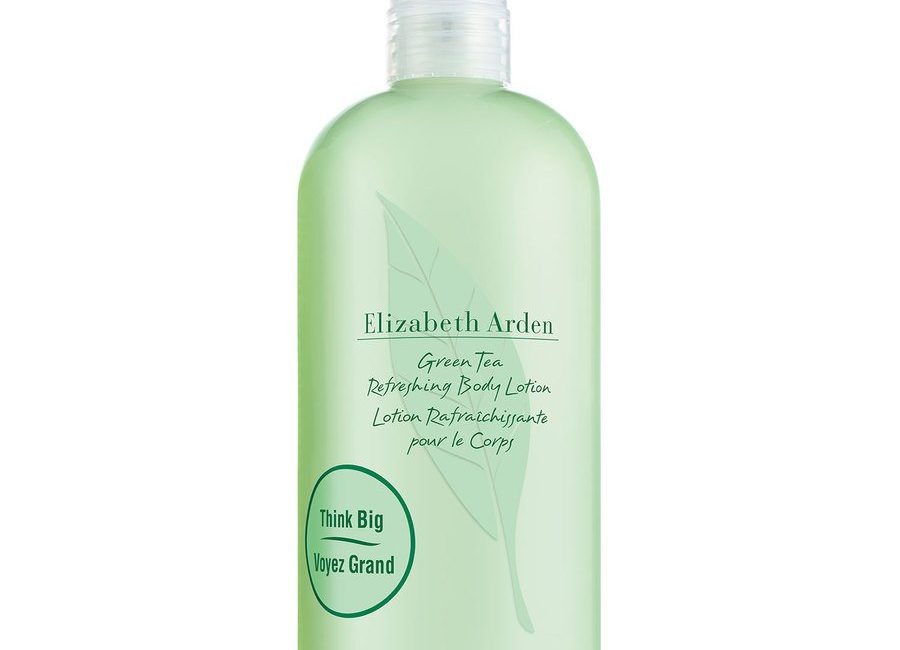 Elizabeth Arden
Green Tea
Refreshing Body Lotion
Lotion Rafraîchissante
pour le Corps
Think Big
Voyez Grand